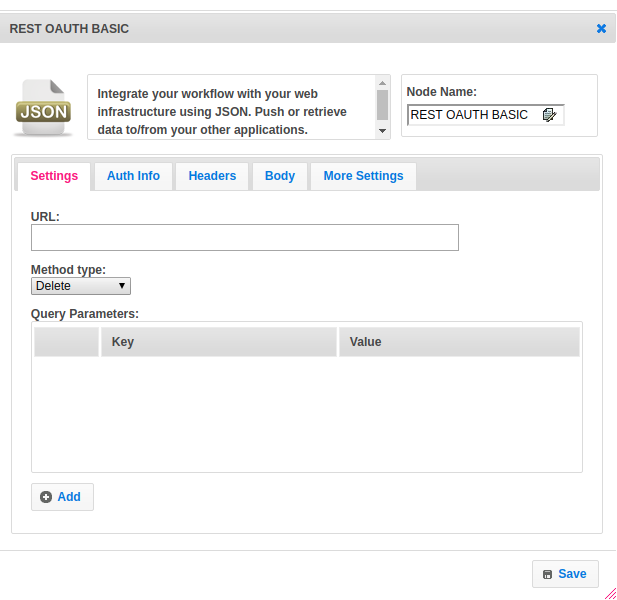 REST OAUTH BASIC
JSON
Integrate your workflow with your web
infrastructure using JSON. Push or retrieve
data to/from your other applications.
Node Name:
REST OAUTH BASIC
Settings
Auth Info
Headers
Body
More Settings
URL:
Method type:
Delete
Query Parameters:
Key
Value
Add
Save